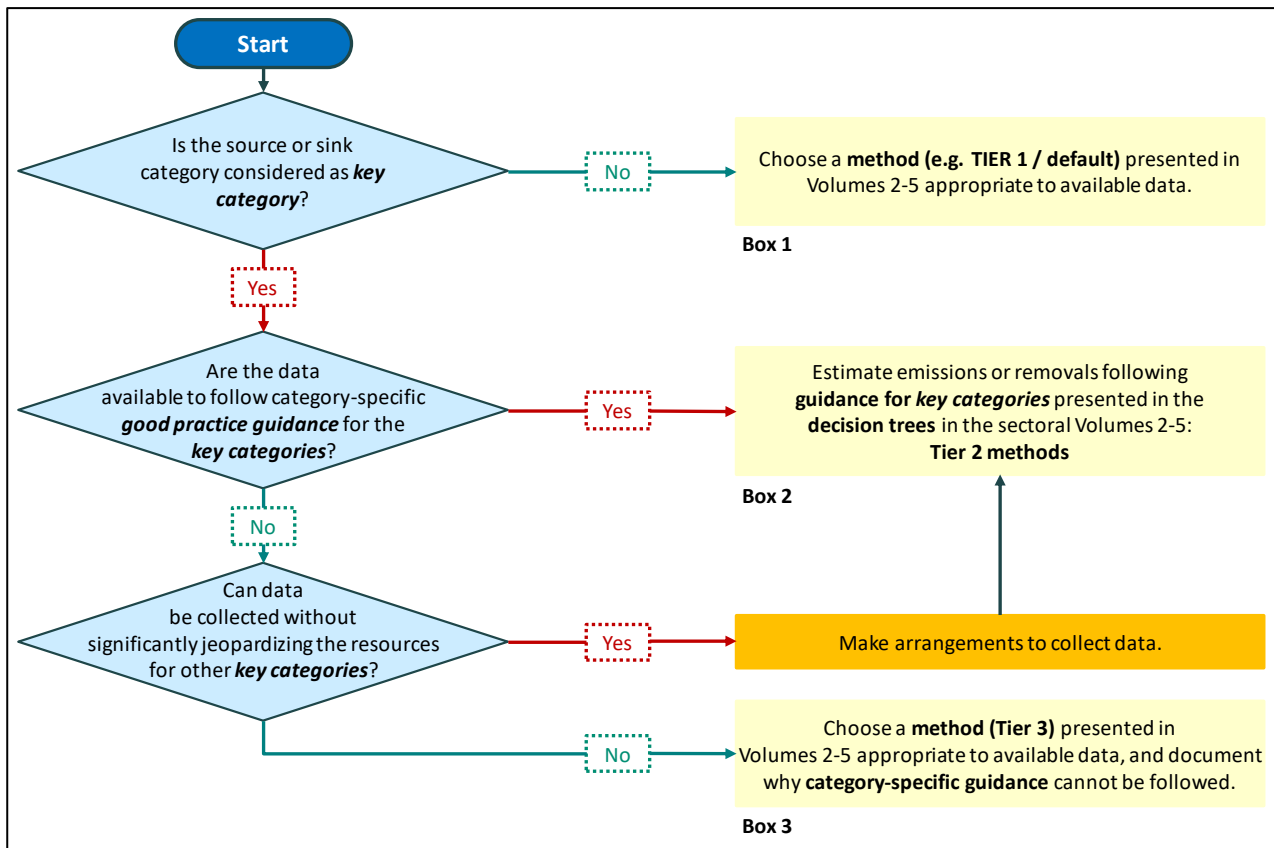 Start
Is the source or sink
category considered as key
category?
No
Choose a method (e.g. TIER 1 / default) presented in
Volumes 2-5 appropriate to available data.
Box 1
Yes
Are the data
available to follow category-specific
good practice guidance for the
key categories?
Yes
Estimate emissions or removals following
guidance for key categories presented in the
decision trees in the sectoral Volumes 2-5:
Tier 2 methods
Box 2
No
Can data
be collected without
significantly jeopardizing the resources
for other key categories?
Yes
Make arrangements to collect data.
No
Choose a method (Tier 3) presented in
Volumes 2-5 appropriate to available data, and document
why category-specific guidance cannot be followed.
Box 3